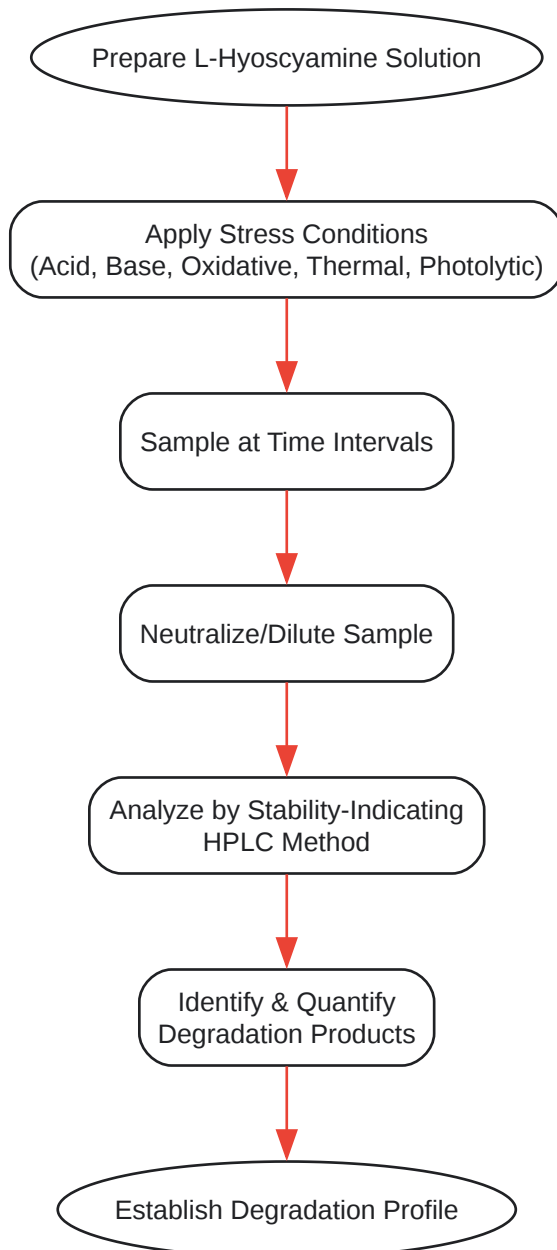 Prepare L-Hyoscyamine Solution
Apply Stress Conditions
(Acid, Base, Oxidative, Thermal, Photolytic)
Sample at Time Intervals
Neutralize/Dilute Sample
Analyze by Stability-Indicating
HPLC Method
Identify & Quantify
Degradation Products
Establish Degradation Profile